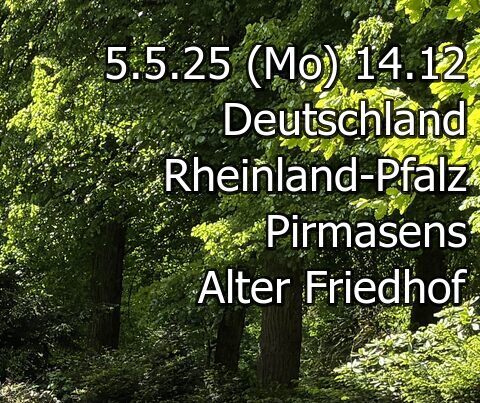 5.5.25 (Mo) 14.12
Deutschland
Rheinland-Pfalz
Pirmasens
Alter Friedhof